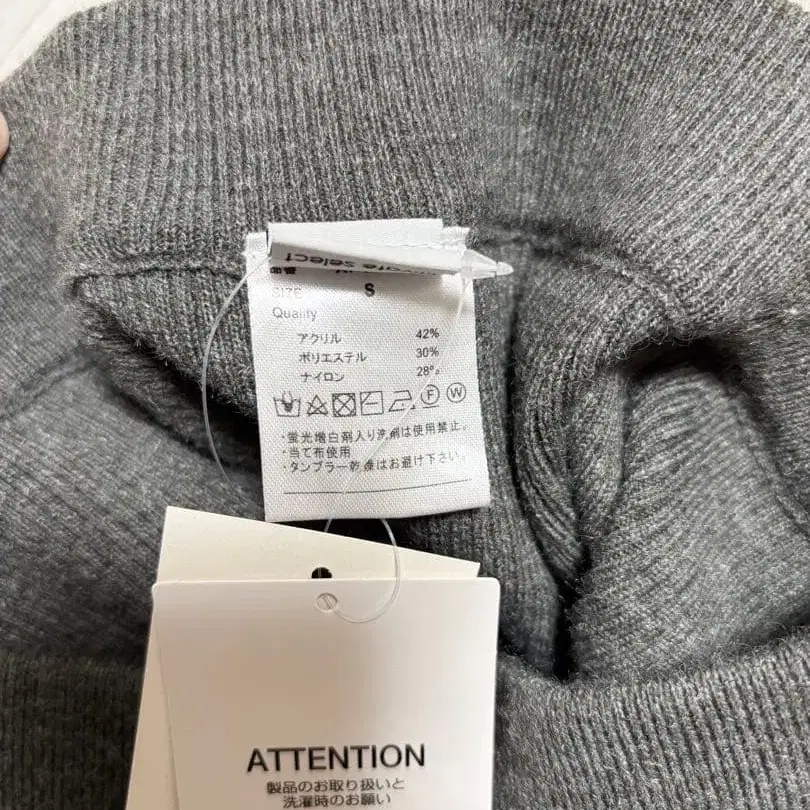 select
品番
SIZE S
Quality
アクリル 42%
ポリエステル 30%
ナイロン 28%
F W
・蛍光増白剤入り洗剤は使用禁止。
・当て布使用
・タンブラー乾燥はお避け下さい。
ATTENTION
製品のお取り扱いと
洗濯時のお願い